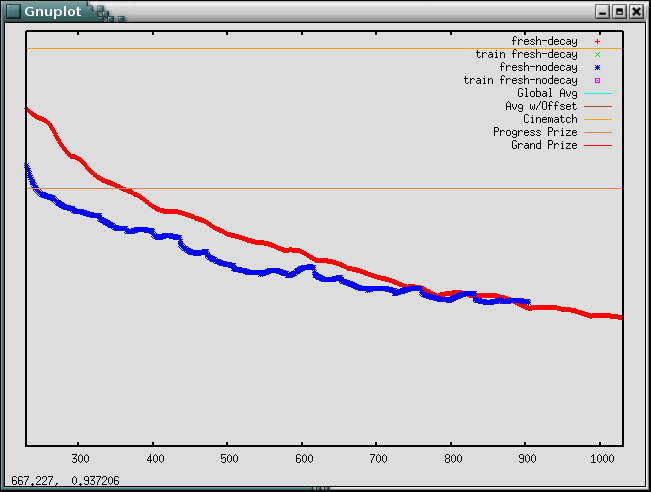 Gnuplot
fresh-decay
train fresh-decay
fresh-nodecay
train fresh-nodecay
Global Avg
Avg w/Offset
Cinematch
Progress Prize
Grand Prize
300 400 500 600 700 800 900 1000
667.227, 0.937206